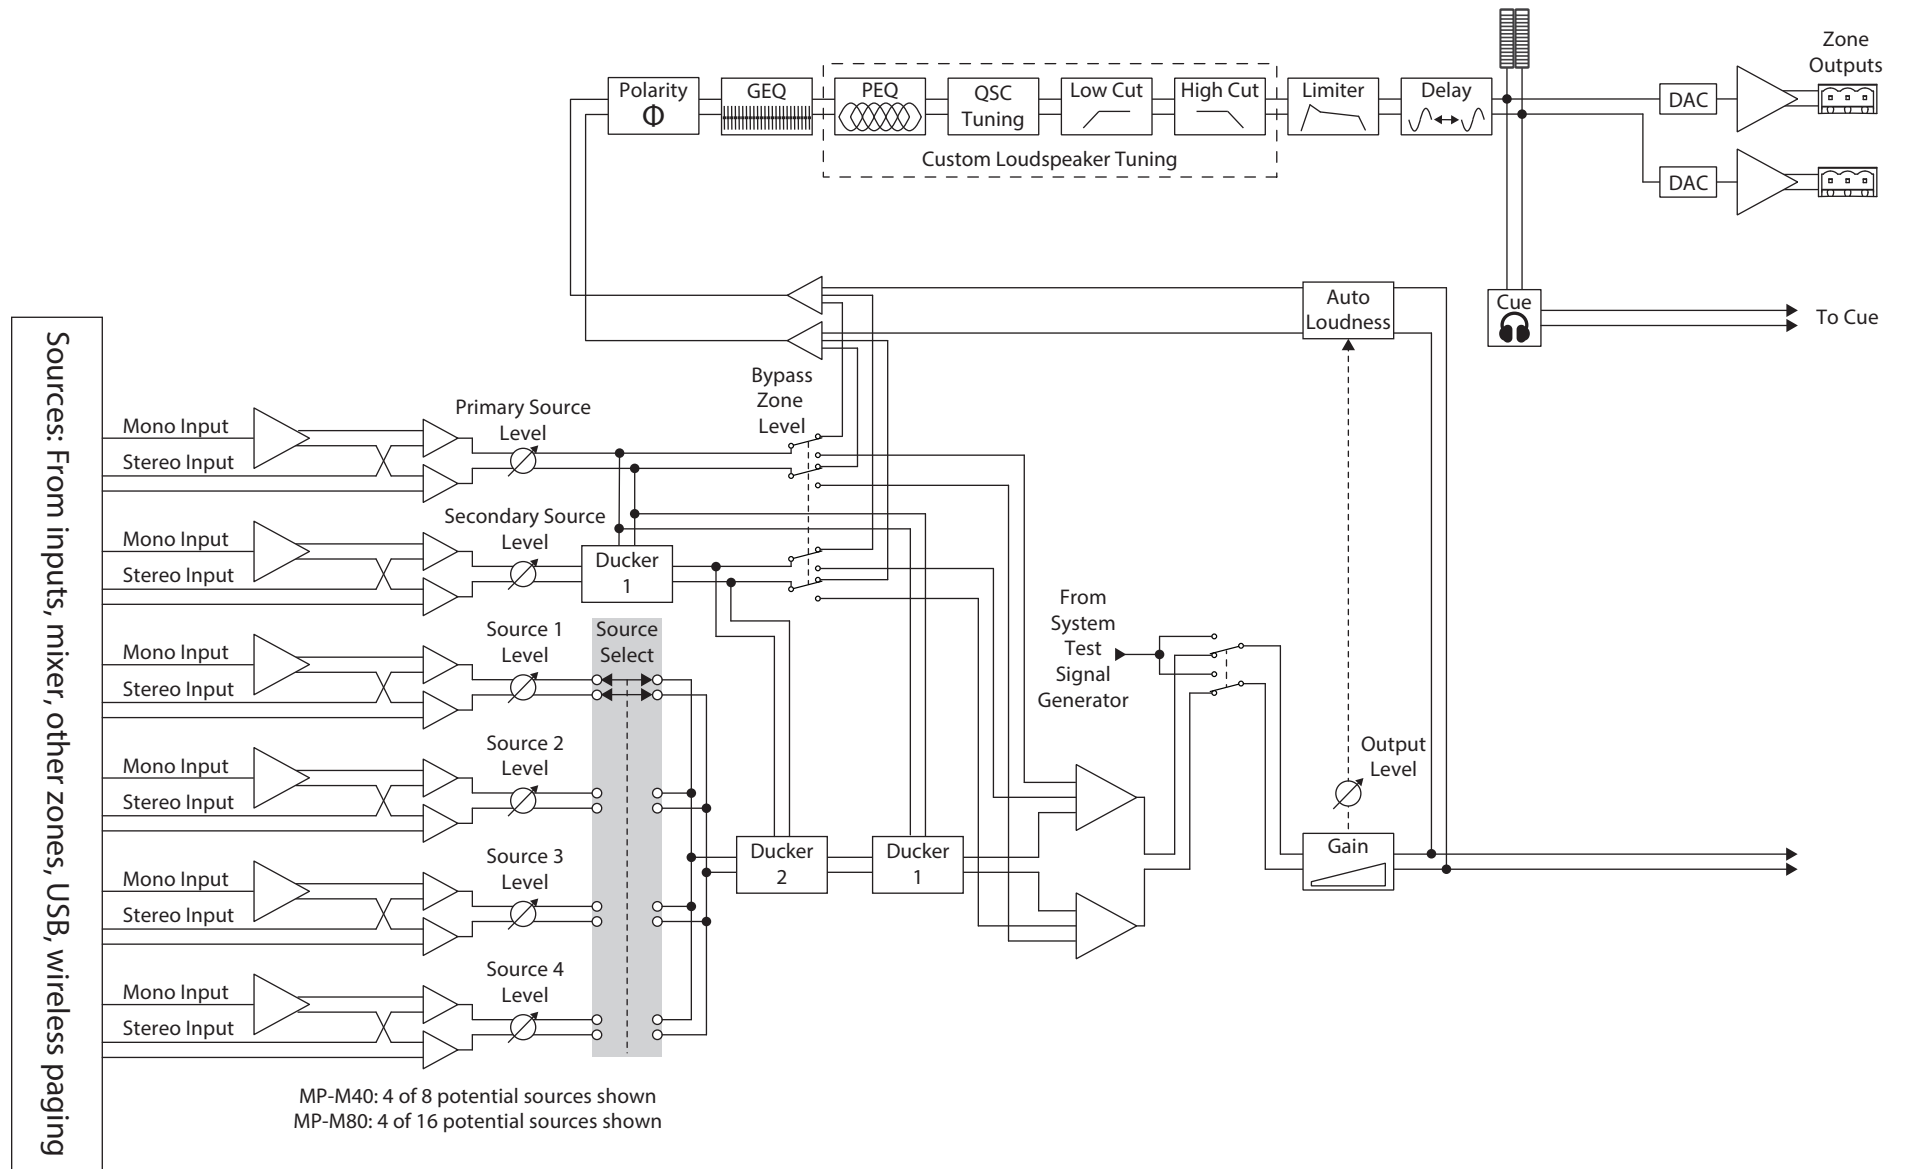 Zone
Outputs
Polarity
Φ
GEQ
PEQ
QSC
Tuning
Low Cut
High Cut
Limiter
Delay
DAC
Custom Loudspeaker Tuning
DAC
Auto
Loudness
Cue
To Cue
Sources: From inputs, mixer, other zones, USB, wireless paging
Bypass
Zone
Level
Primary Source
Level
Mono Input
Stereo Input
Secondary Source
Level
Mono Input
Stereo Input
Ducker
1
From
System
Test
Signal
Generator
Source 1
Level
Source
Select
Mono Input
Stereo Input
Source 2
Level
Mono Input
Stereo Input
Output
Level
Source 3
Level
Mono Input
Stereo Input
Ducker
2
Ducker
1
Gain
Source 4
Level
Mono Input
Stereo Input
MP-M40: 4 of 8 potential sources shown
MP-M80: 4 of 16 potential sources shown